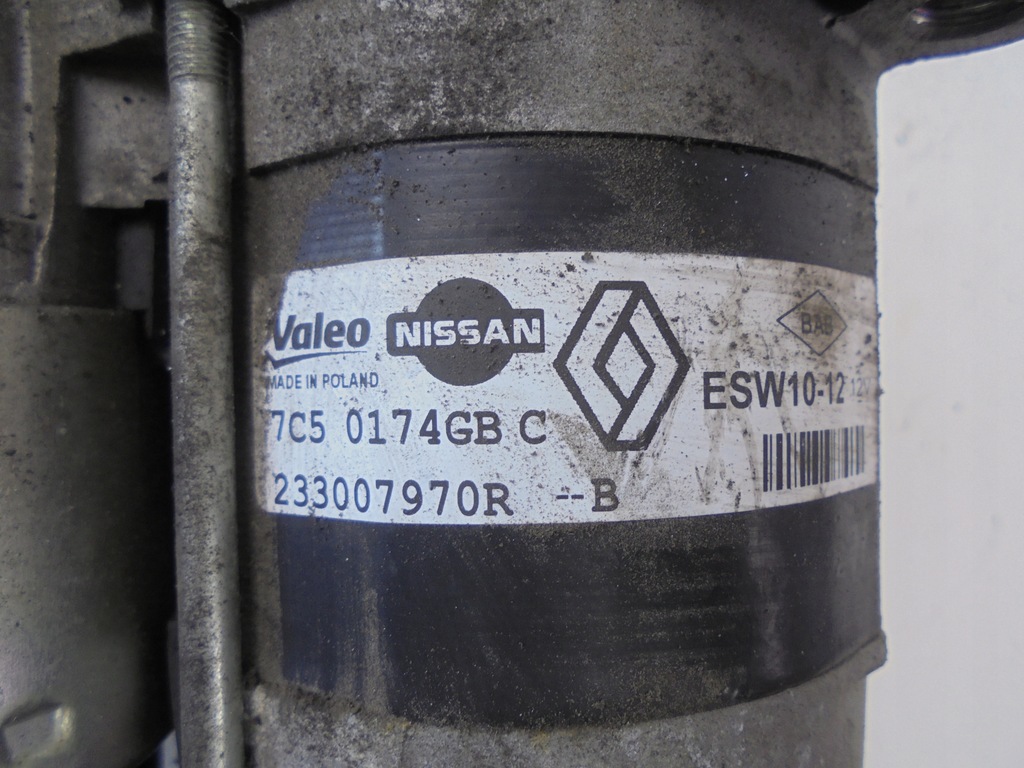 Valeo NISSAN
BAB
MADE IN POLAND
ESW10-12
7C5 0174GB C
233007970R --B